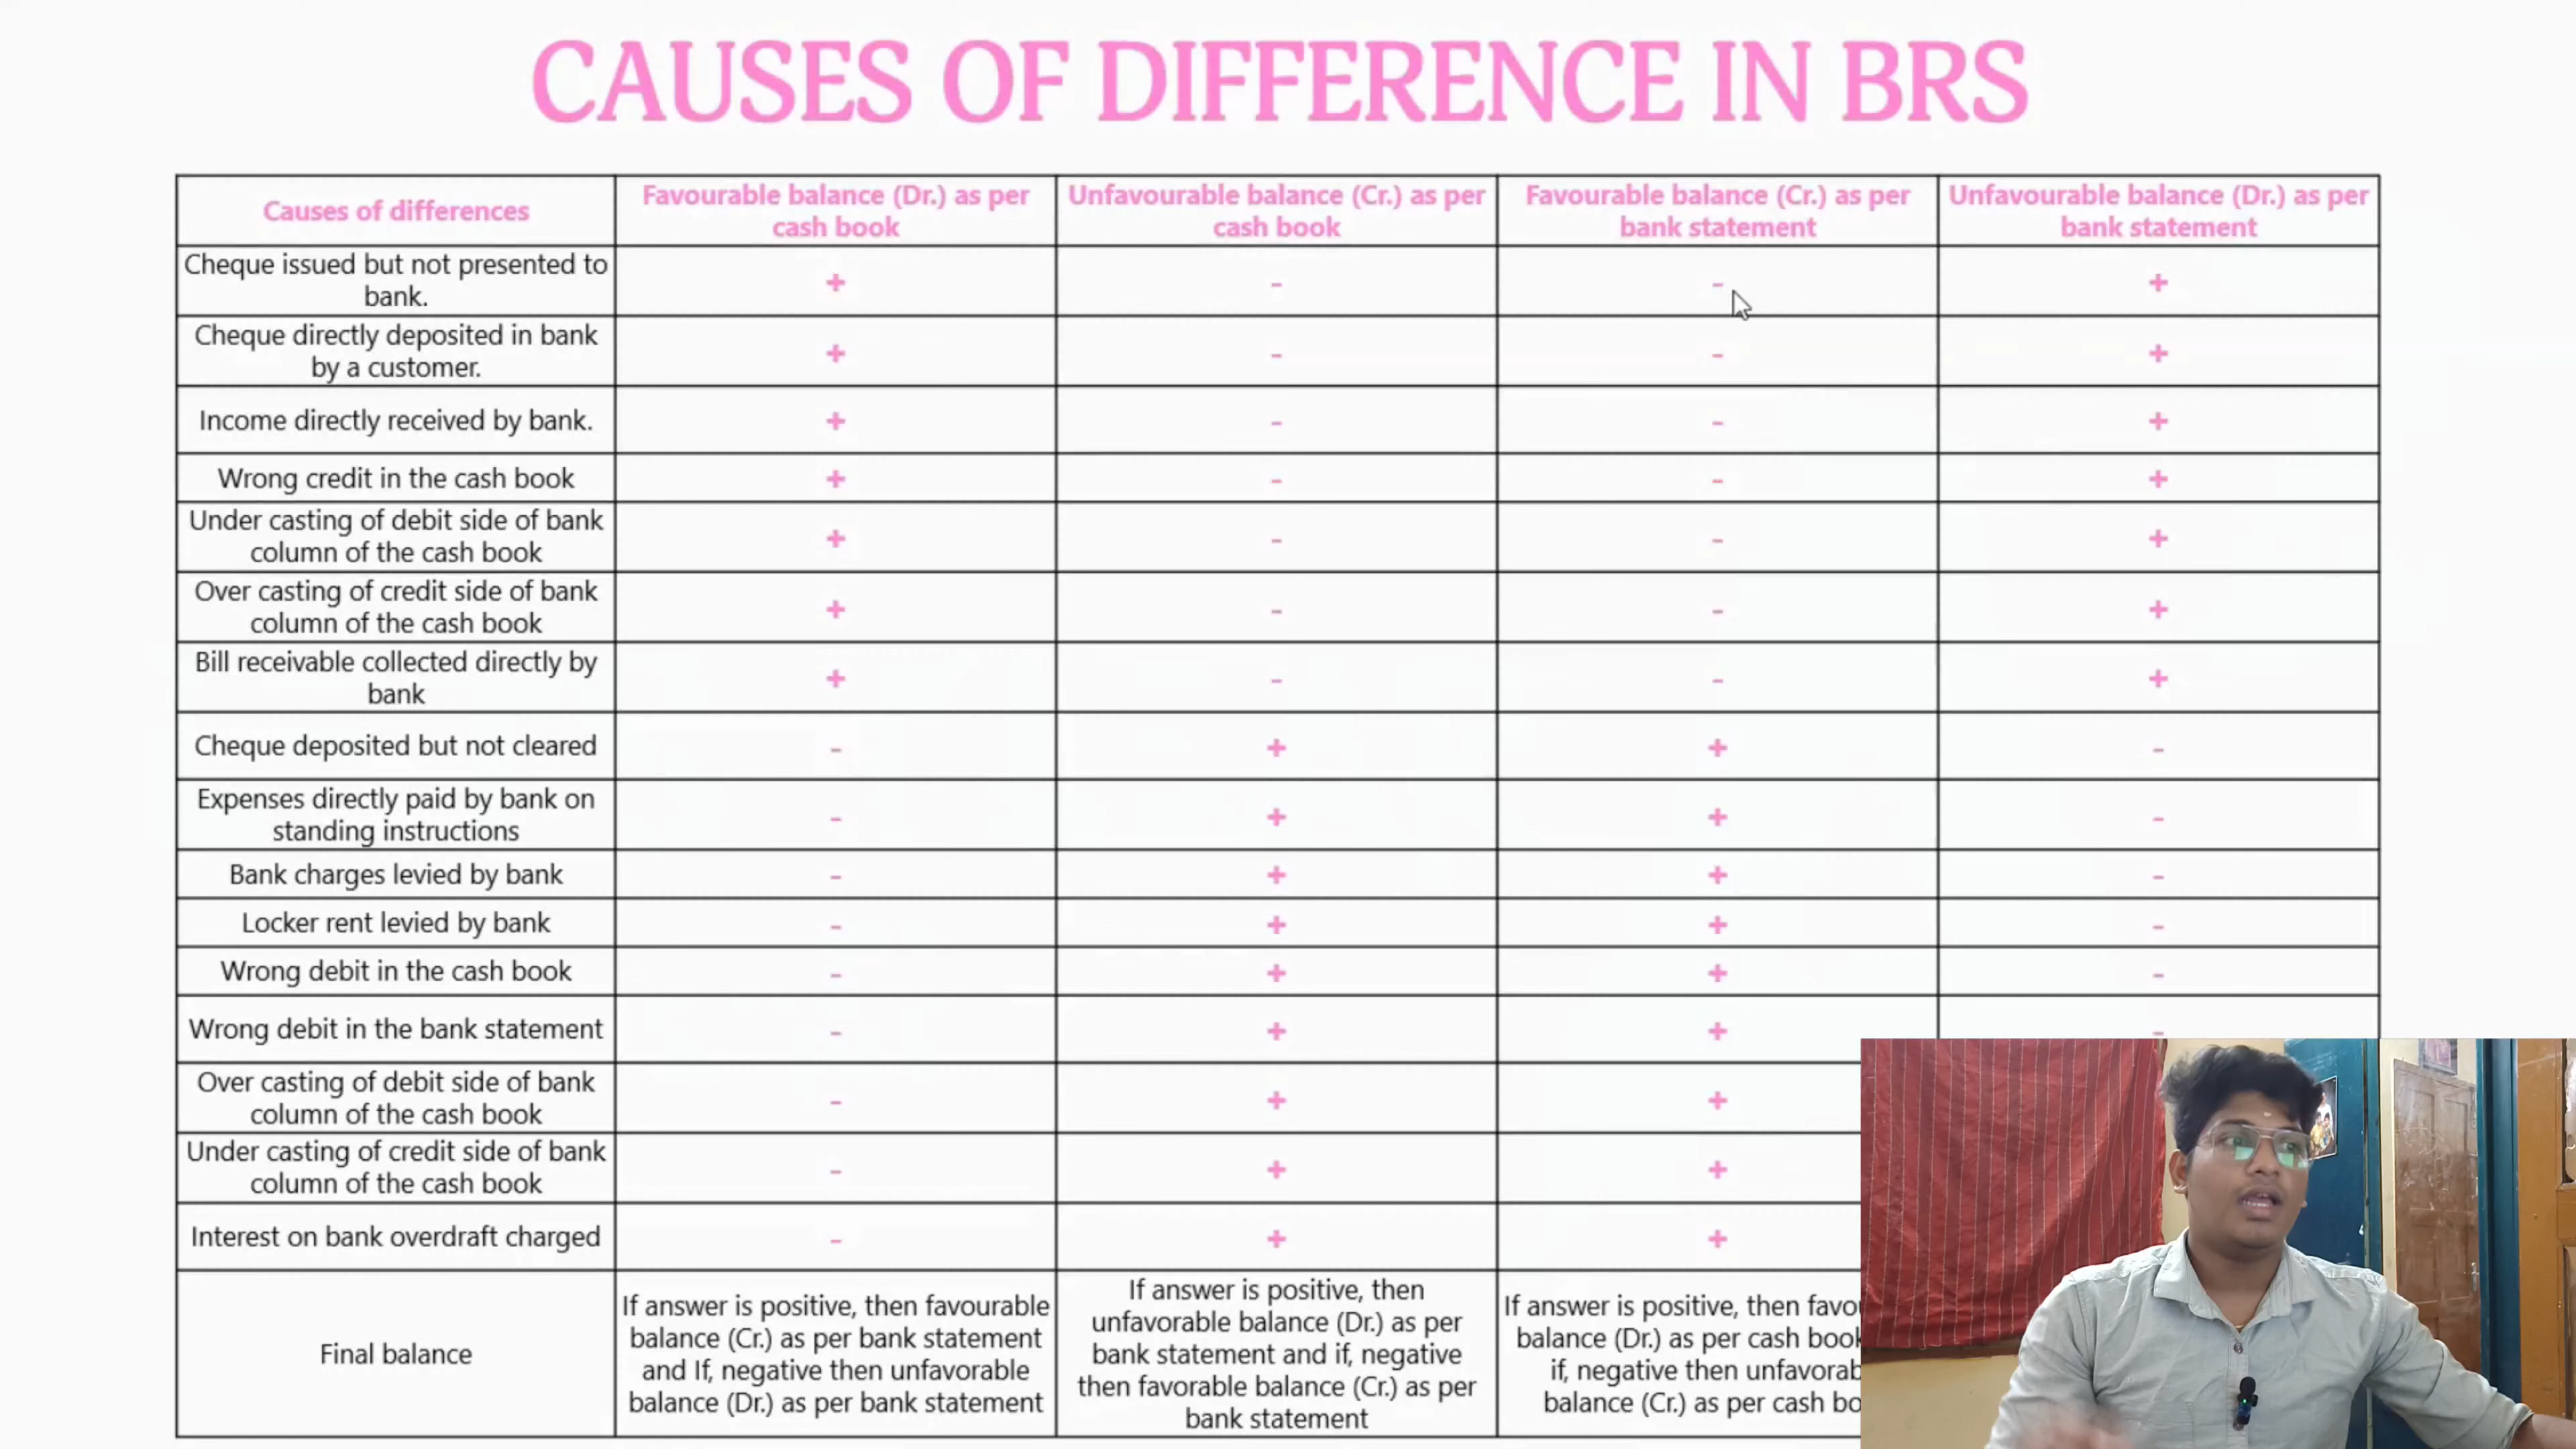 CAUSES OF DIFFERENCE IN BRS
Causes of differences
Favourable balance (Dr.) as per
cash book
Unfavourable balance (Cr.) as per
cash book
Favourable balance (Cr.) as per
bank statement
Unfavourable balance (Dr.) as per
bank statement
Cheque issued but not presented to
bank.
+ - - +
Cheque directly deposited in bank
by a customer.
+ - - +
Income directly received by bank.
+ - - +
Wrong credit in the cash book
+ - - +
Under casting of debit side of bank
column of the cash book
+ - - +
Over casting of credit side of bank
column of the cash book
+ - - +
Bill receivable collected directly by
bank
+ - - +
Cheque deposited but not cleared
- + + -
Expenses directly paid by bank on
standing instructions
- + + -
Bank charges levied by bank
- + + -
Locker rent levied by bank
- + + -
Wrong debit in the cash book
- + + -
Wrong debit in the bank statement
- + + -
Over casting of debit side of bank
column of the cash book
- + +
Under casting of credit side of bank
column of the cash book
- + +
Interest on bank overdraft charged
- + +
Final balance
If answer is positive, then favourable
balance (Cr.) as per bank statement
and If, negative then unfavorable
balance (Dr.) as per bank statement
If answer is positive, then
unfavorable balance (Dr.) as per
bank statement and if, negative
then favorable balance (Cr.) as per
bank statement
If answer is positive, then
balance (Dr.) as per cash book
if, negative then
balance (Cr.) as per cash